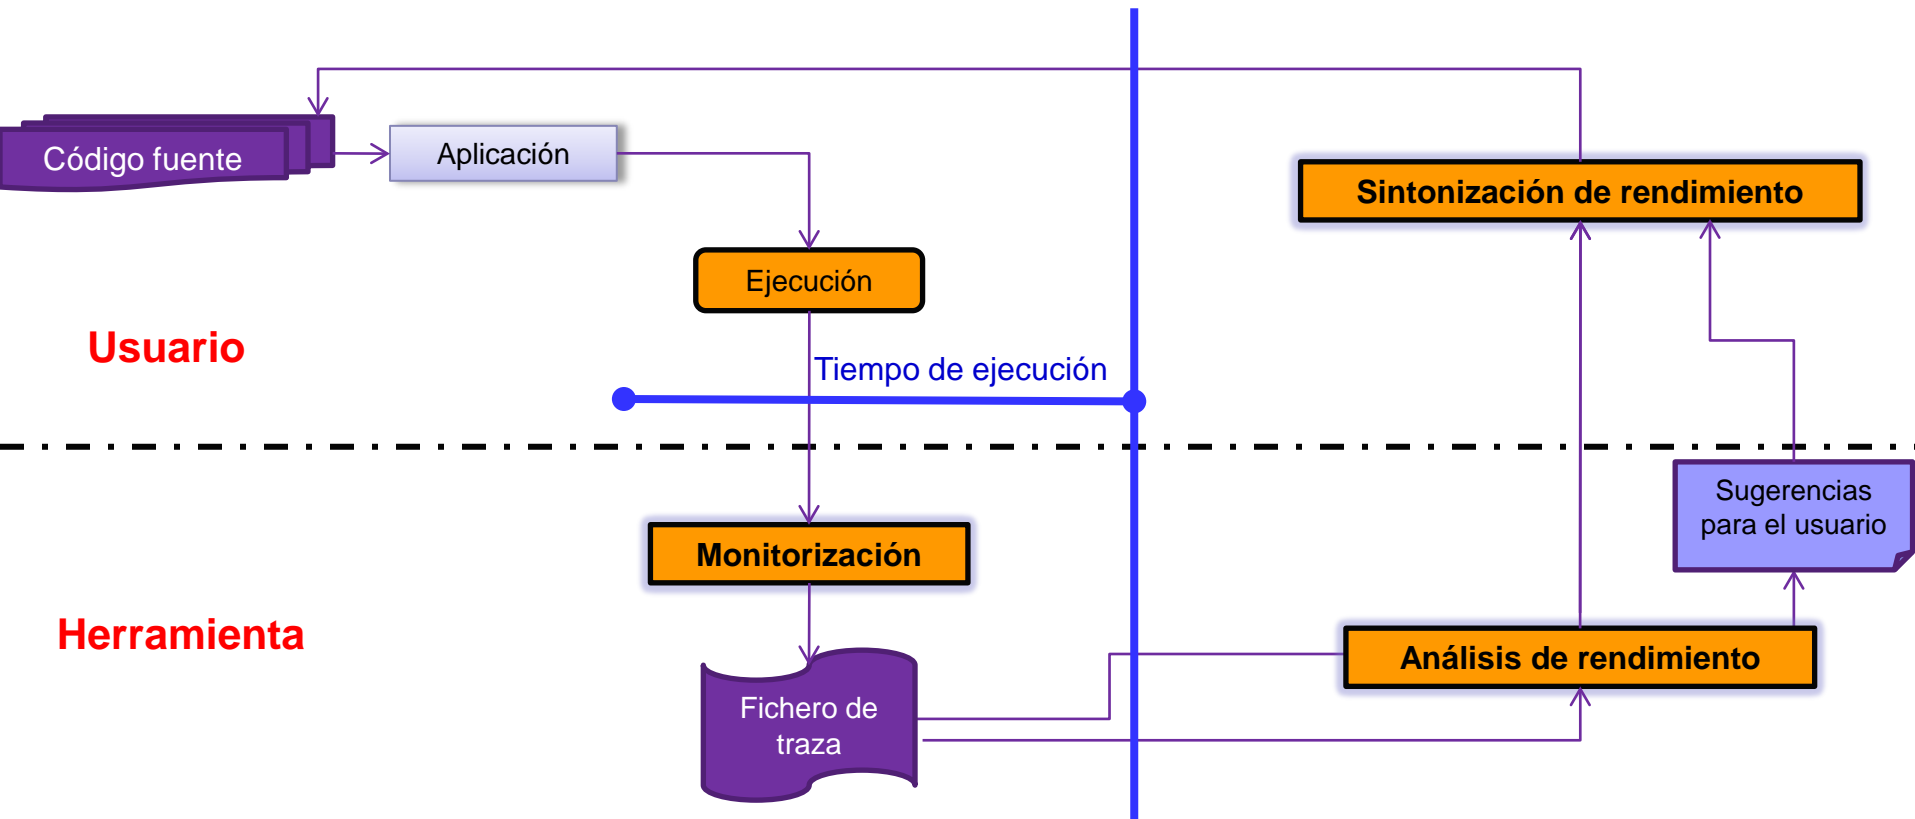 Código fuente
Aplicación
Sintonización de rendimiento
Ejecución
Usuario
Tiempo de ejecución
Sugerencias
para el usuario
Monitorización
Herramienta
Análisis de rendimiento
Fichero de
traza